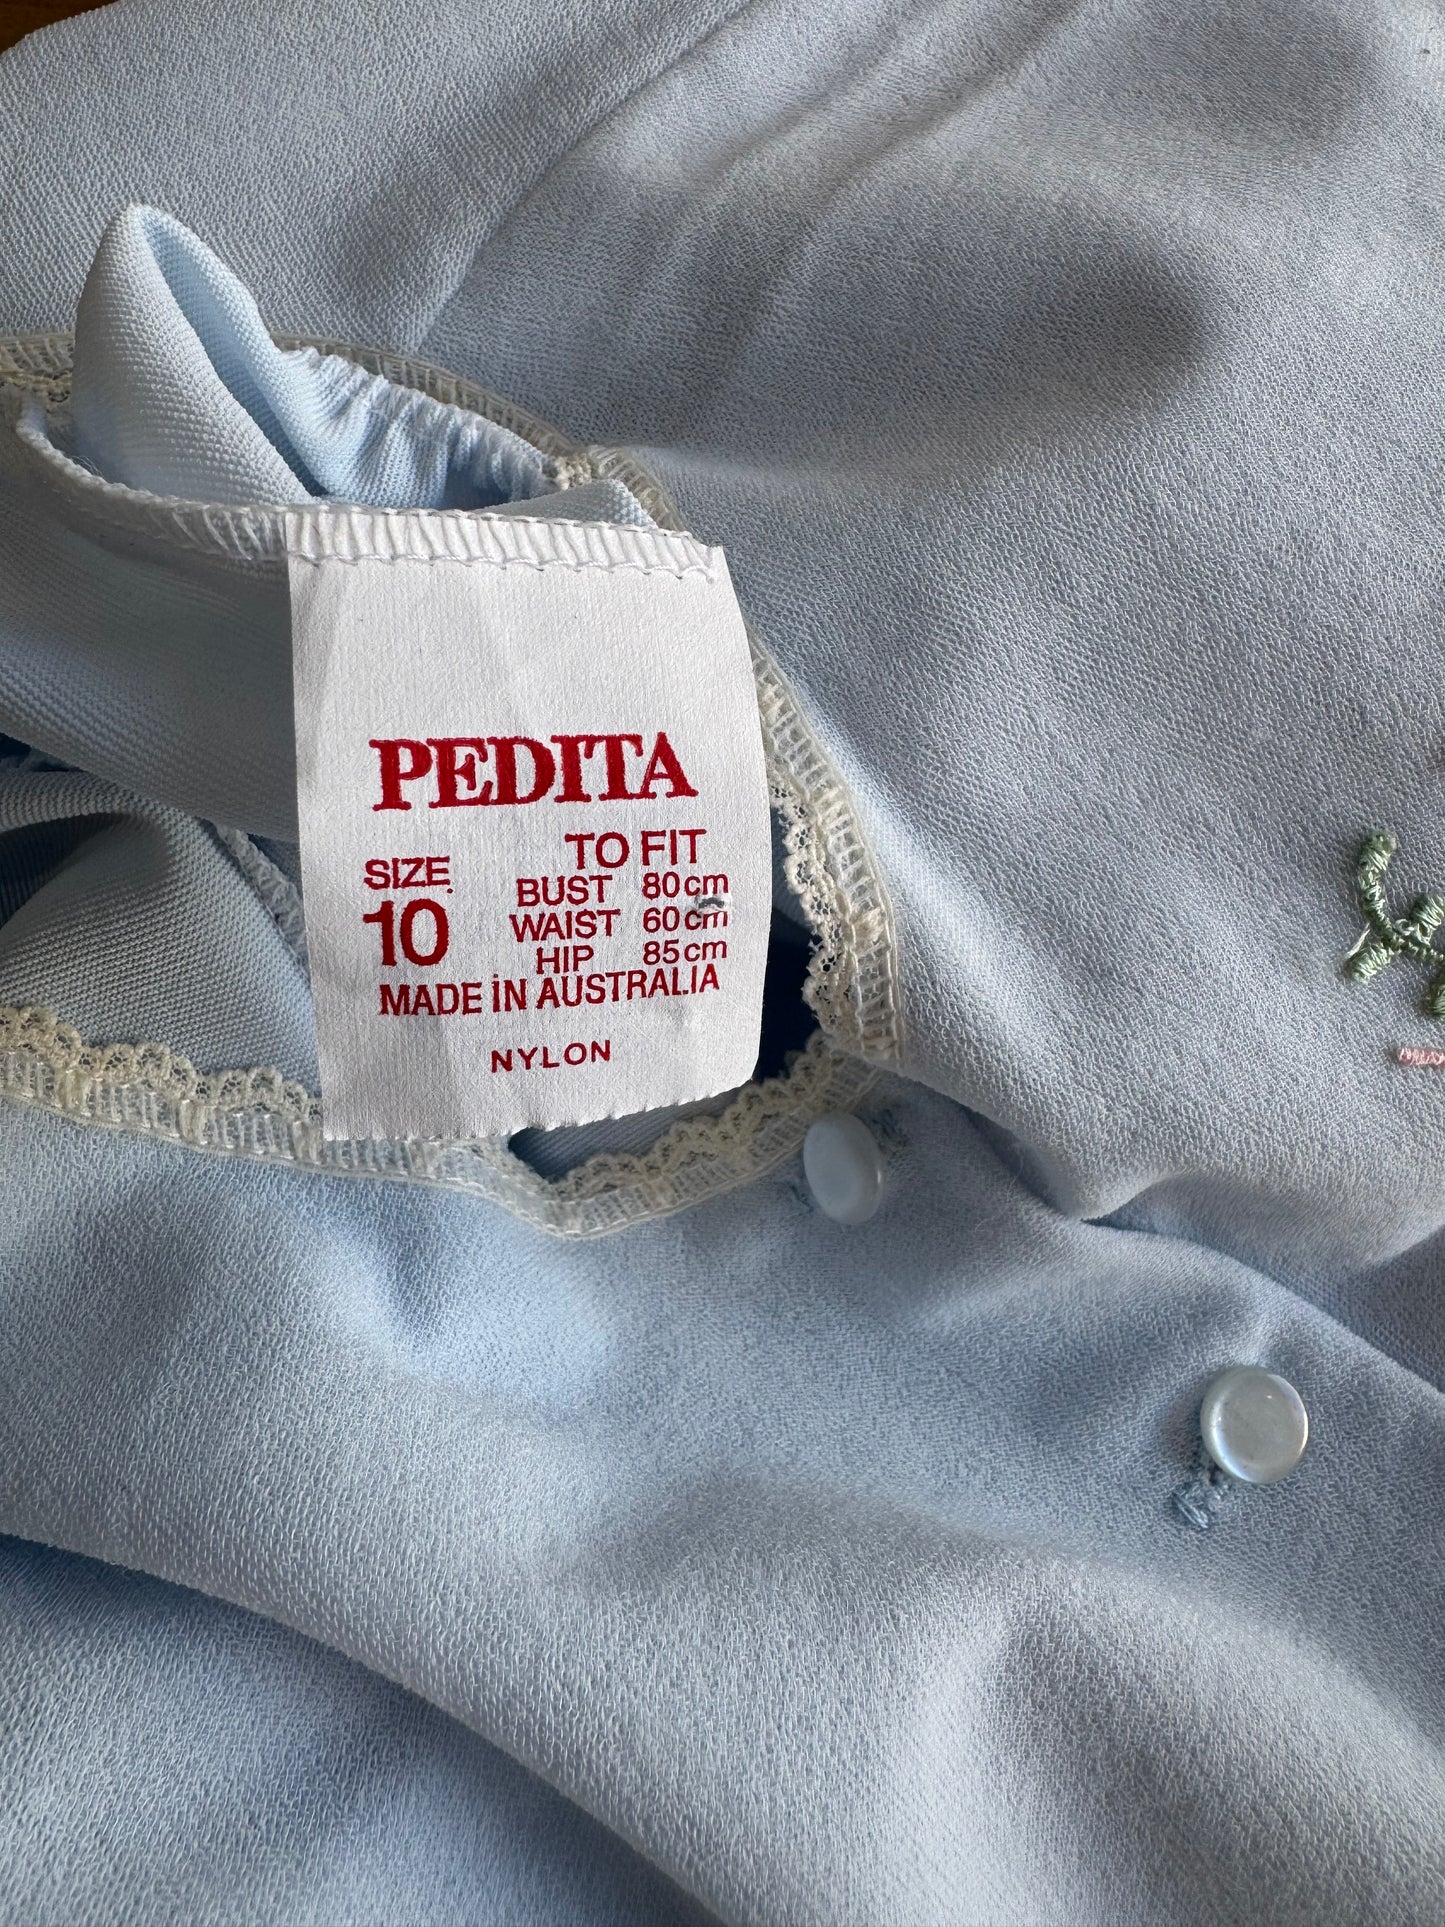 PEDITA
SIZE TO FIT
10 BUST 80cm
WAIST 60cm
HIP 85cm
MADE IN AUSTRALIA
NYLON